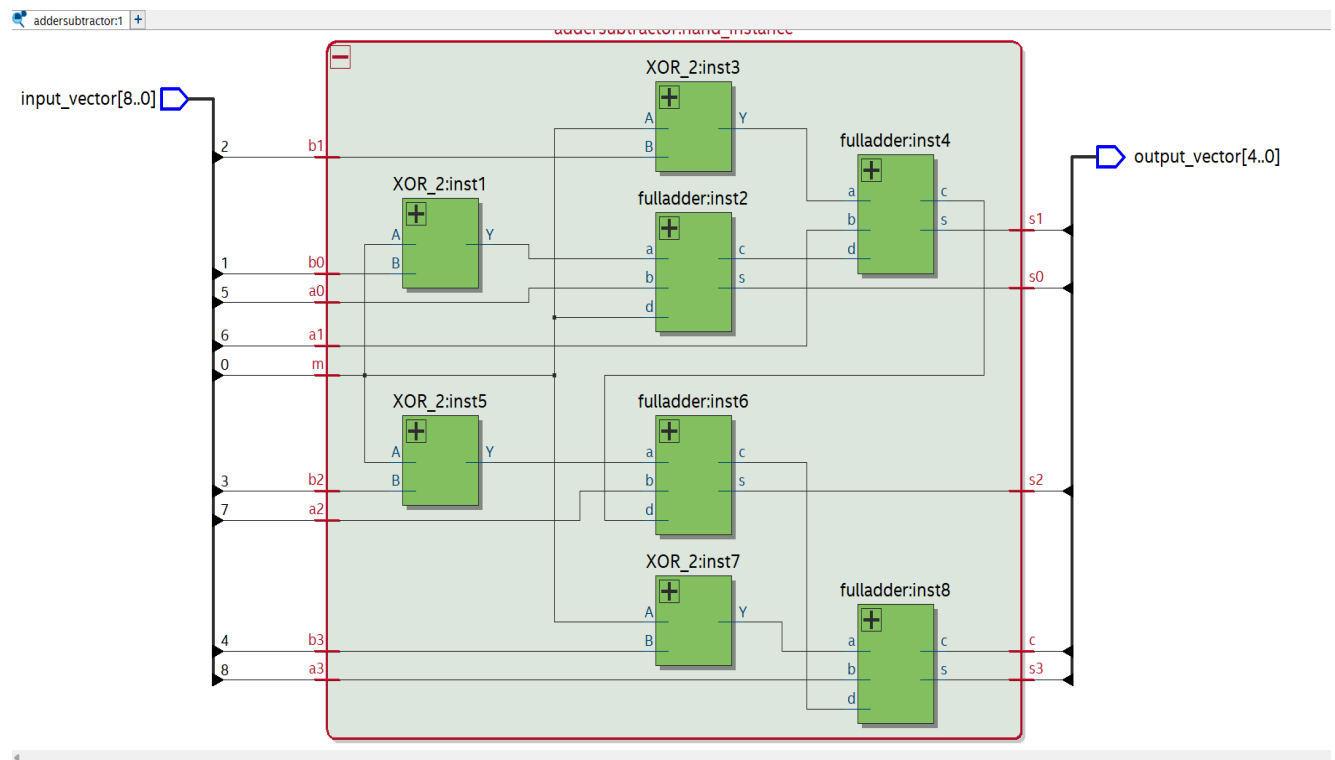 addersubtractor:1
addersubtractor:hand_instance
XOR_2:inst3
input_vector[8..0]
A
Y
B
2
b1
fulladder:inst4
output_vector[4..0]
XOR_2:inst1
fulladder:inst2
a
c
b
s
d
s1
A
Y
B
a
c
b
s
d
1
b0
s0
5
a0
6
a1
0
m
XOR_2:inst5
fulladder:inst6
A
Y
B
a
c
b
s
d
3
b2
s2
7
a2
XOR_2:inst7
fulladder:inst8
A
Y
B
a
c
b
s
d
4
b3
c
8
a3
s3